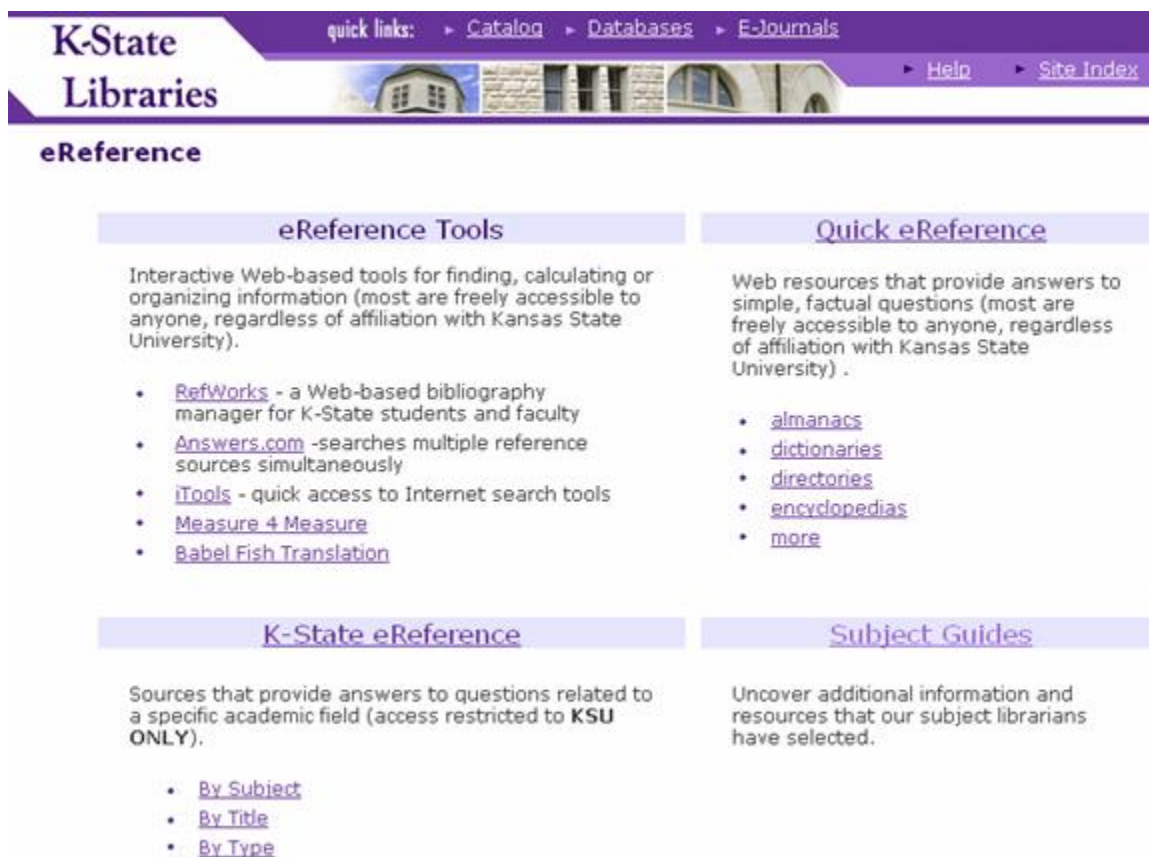 K-State
Libraries
quick links: Catalog Databases E-Journals
Help Site Index
eReference
eReference Tools
Interactive Web-based tools for finding, calculating or
organizing information (most are freely accessible to
anyone, regardless of affiliation with Kansas State
University).
• RefWorks - a Web-based bibliography
manager for K-State students and faculty
• Answers.com -searches multiple reference
sources simultaneously
• iTools - quick access to Internet search tools
• Measure 4 Measure
• Babel Fish Translation
Quick eReference
Web resources that provide answers to
simple, factual questions (most are
freely accessible to anyone, regardless
of affiliation with Kansas State
University) .
• almanacs
• dictionaries
• directories
• encyclopedias
• more
K-State eReference
Sources that provide answers to questions related to
a specific academic field (access restricted to KSU
ONLY).
• By Subject
• By Title
• By Type
Subject Guides
Uncover additional information and
resources that our subject librarians
have selected.